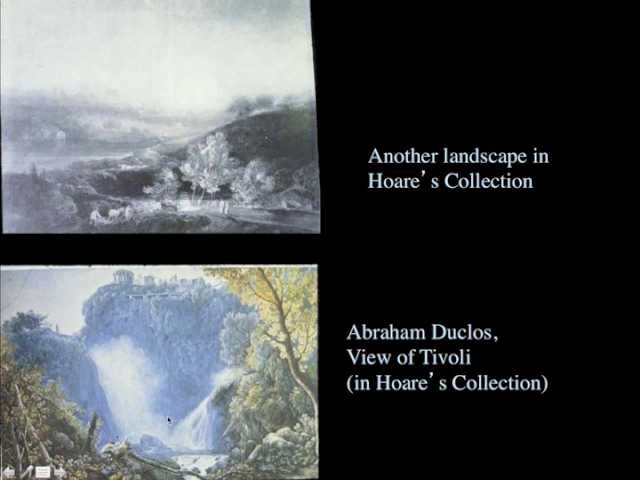 Another landscape in
Hoare’s Collection
Abraham Duclos,
View of Tivoli
(in Hoare’s Collection)